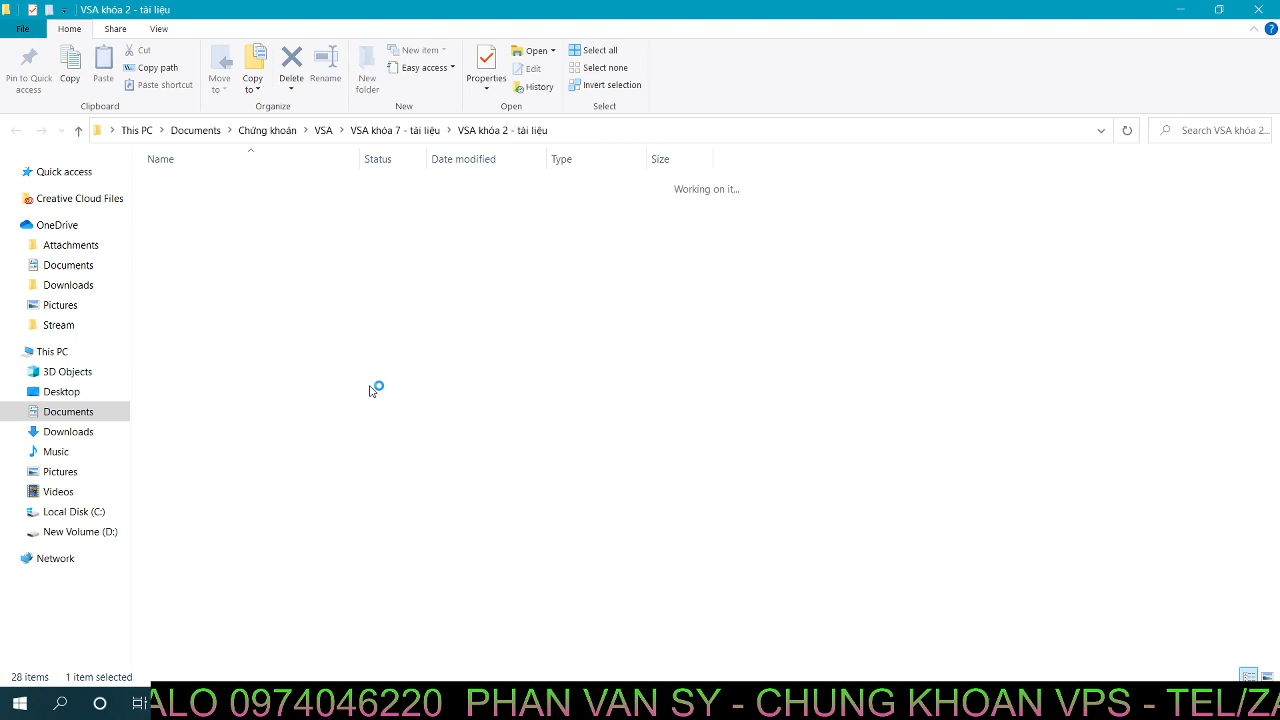 VSA khóa 2 - tài liệu
File Home Share View
Pin to Quick access
Copy
Paste
Cut
Copy path
Paste shortcut
Clipboard
Move to
Copy to
Delete
Rename
Organize
New folder
New item
Easy access
New
Properties
Open
Edit
History
Open
Select all
Select none
Invert selection
Select
This PC > Documents > Chứng khoán > VSA > VSA khóa 7 - tài liệu > VSA khóa 2 - tài liệu
Search VSA khóa 2...
Name Status Date modified Type Size
Working on it...
Quick access
Creative Cloud Files
OneDrive
Attachments
Documents
Downloads
Pictures
Stream
This PC
3D Objects
Desktop
Documents
Downloads
Music
Pictures
Videos
Local Disk (C:)
New Volume (D:)
Network
28 items 1 item selected
ALO 0974046220 PHAN VAN SY - CHUNG KHOAN VPS - TEL/ZA